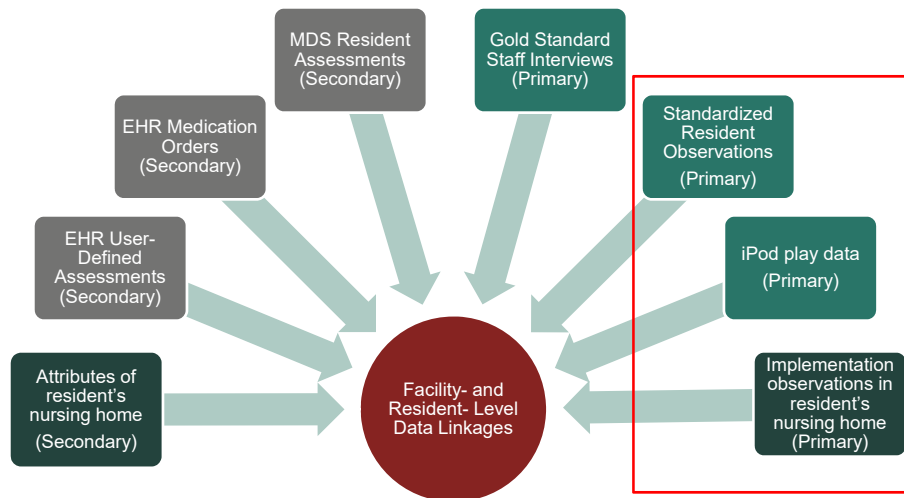 MDS Resident
Assessments
(Secondary)
Gold Standard
Staff Interviews
(Primary)
EHR Medication
Orders
(Secondary)
Standardized
Resident
Observations
(Primary)
EHR User-
Defined
Assessments
(Secondary)
iPod play data
(Primary)
Attributes of
resident's
nursing home
(Secondary)
Facility- and
Resident- Level
Data Linkages
Implementation
observations in
resident's
nursing home
(Primary)